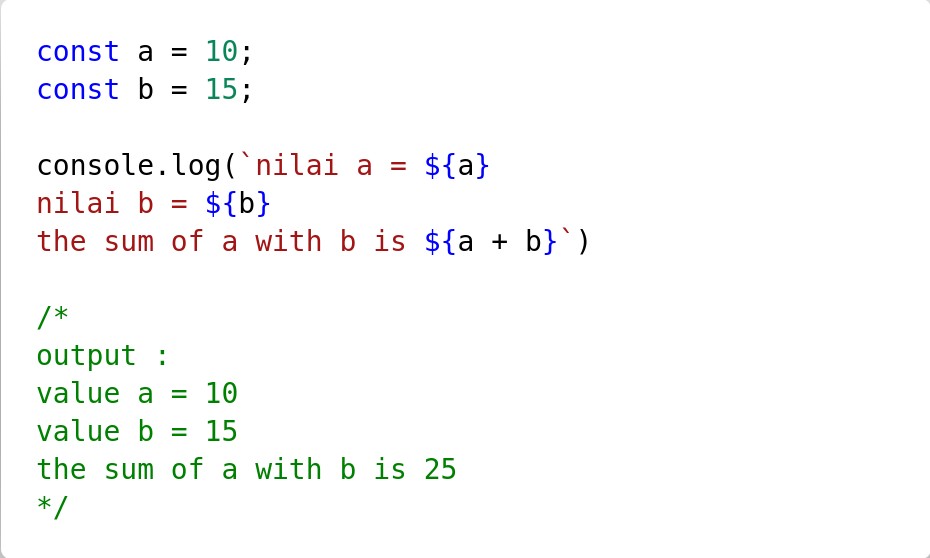 const a = 10;
const b = 15;
console.log(`nilai a = ${a}
nilai b = ${b}
the sum of a with b is ${a + b}`)
/*
output :
value a = 10
value b = 15
the sum of a with b is 25
*/